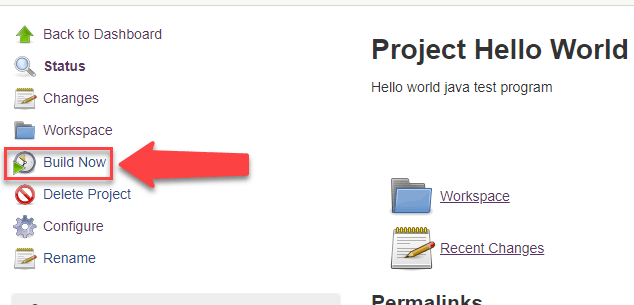 Back to Dashboard
Status
Changes
Workspace
Build Now
Delete Project
Configure
Rename
Project Hello World
Hello world java test program
Workspace
Recent Changes
Permalinks